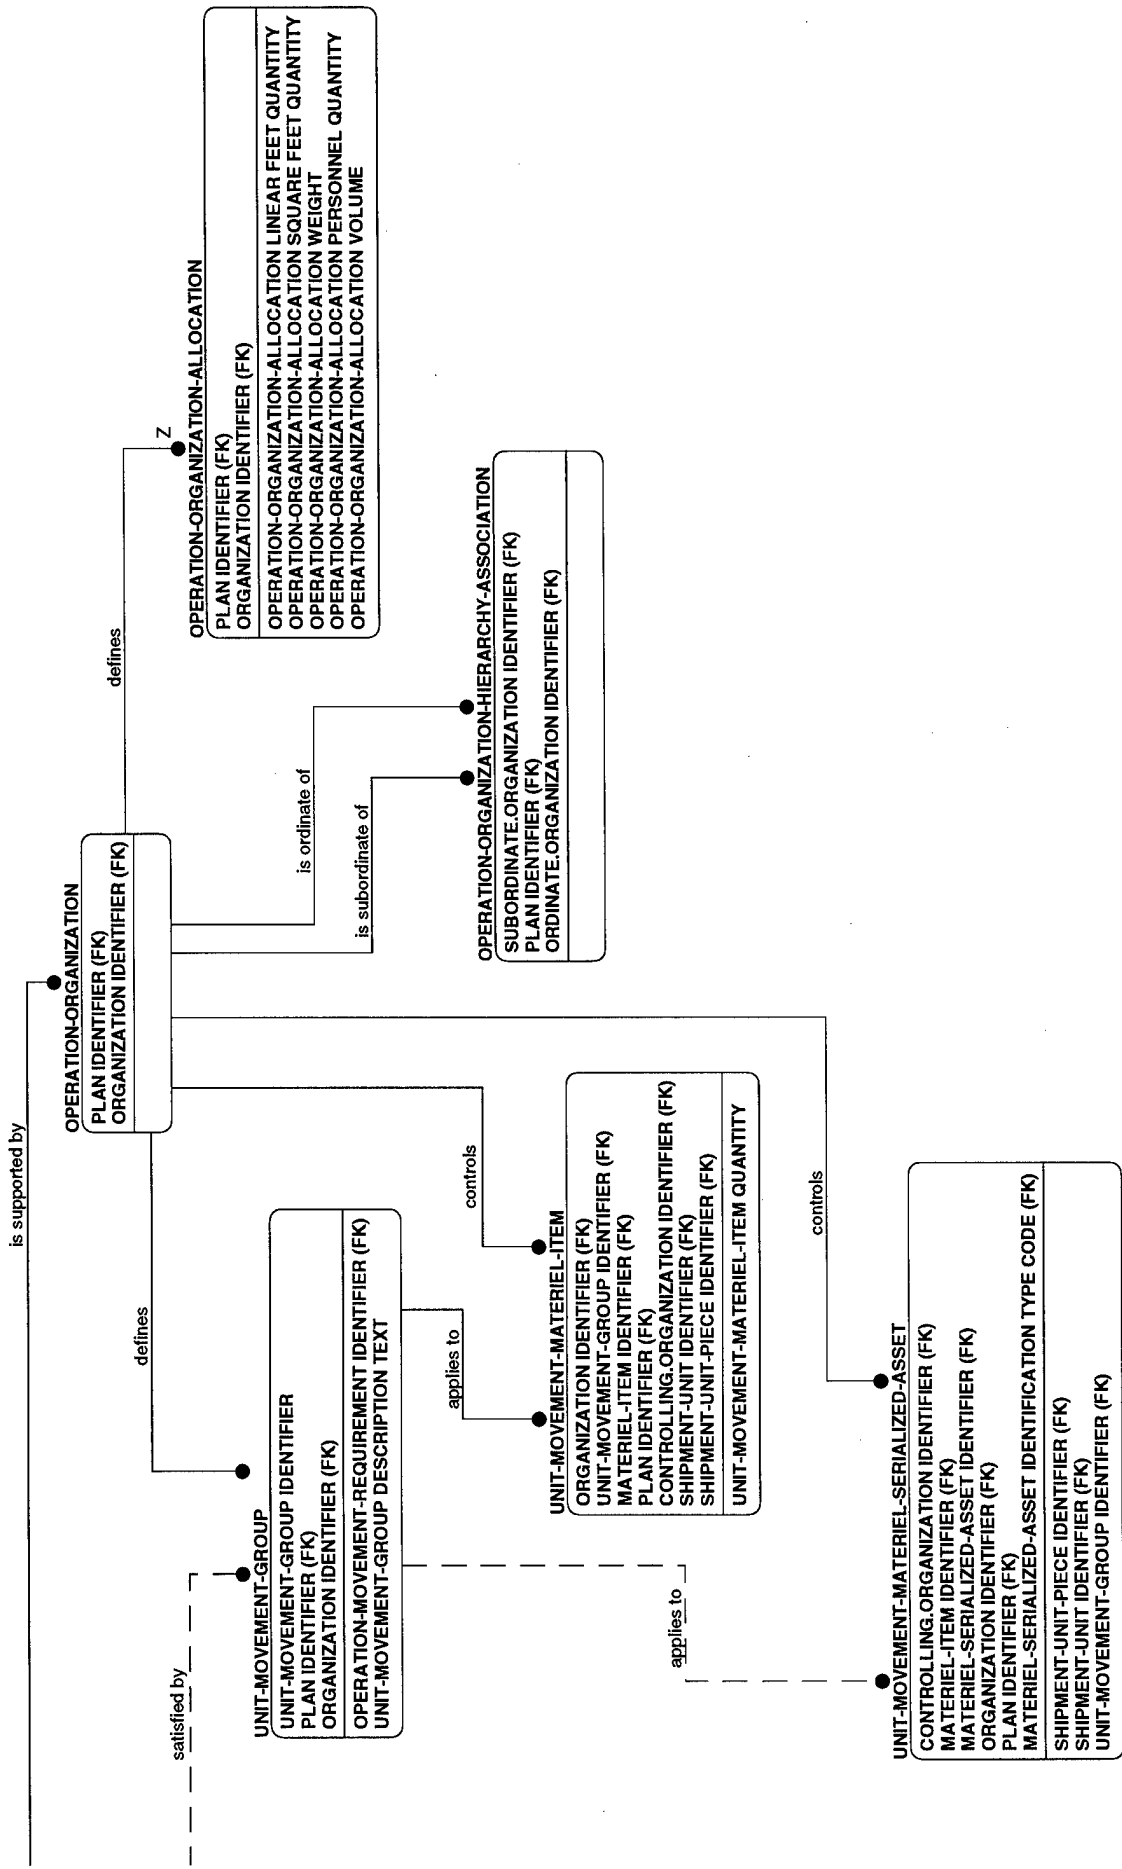 is supported by
OPERATION-ORGANIZATION
PLAN IDENTIFIER (FK)
ORGANIZATION IDENTIFIER (FK)
defines
Z
OPERATION-ORGANIZATION-ALLOCATION
PLAN IDENTIFIER (FK)
ORGANIZATION IDENTIFIER (FK)
OPERATION-ORGANIZATION-ALLOCATION LINEAR FEET QUANTITY
OPERATION-ORGANIZATION-ALLOCATION SQUARE FEET QUANTITY
OPERATION-ORGANIZATION-ALLOCATION WEIGHT
OPERATION-ORGANIZATION-ALLOCATION PERSONNEL QUANTITY
OPERATION-ORGANIZATION-ALLOCATION VOLUME
defines
satisfied by
UNIT-MOVEMENT-GROUP
UNIT-MOVEMENT-GROUP IDENTIFIER
PLAN IDENTIFIER (FK)
ORGANIZATION IDENTIFIER (FK)
OPERATION-MOVEMENT-REQUIREMENT IDENTIFIER (FK)
UNIT-MOVEMENT-GROUP DESCRIPTION TEXT
is ordinate of
is subordinate of
OPERATION-ORGANIZATION-HIERARCHY-ASSOCIATION
SUBORDINATE.ORGANIZATION IDENTIFIER (FK)
PLAN IDENTIFIER (FK)
ORDINATE.ORGANIZATION IDENTIFIER (FK)
applies to
controls
UNIT-MOVEMENT-MATERIEL-ITEM
ORGANIZATION IDENTIFIER (FK)
UNIT-MOVEMENT-GROUP IDENTIFIER (FK)
MATERIEL-ITEM IDENTIFIER (FK)
PLAN IDENTIFIER (FK)
CONTROLLING.ORGANIZATION IDENTIFIER (FK)
SHIPMENT-UNIT IDENTIFIER (FK)
SHIPMENT-UNIT-PIECE IDENTIFIER (FK)
UNIT-MOVEMENT-MATERIEL-ITEM QUANTITY
applies to
controls
UNIT-MOVEMENT-MATERIEL-SERIALIZED-ASSET
CONTROLLING.ORGANIZATION IDENTIFIER (FK)
MATERIEL-ITEM IDENTIFIER (FK)
MATERIEL-SERIALIZED-ASSET IDENTIFIER (FK)
ORGANIZATION IDENTIFIER (FK)
PLAN IDENTIFIER (FK)
MATERIEL-SERIALIZED-ASSET IDENTIFICATION TYPE CODE (FK)
SHIPMENT-UNIT-PIECE IDENTIFIER (FK)
SHIPMENT-UNIT IDENTIFIER (FK)
UNIT-MOVEMENT-GROUP IDENTIFIER (FK)